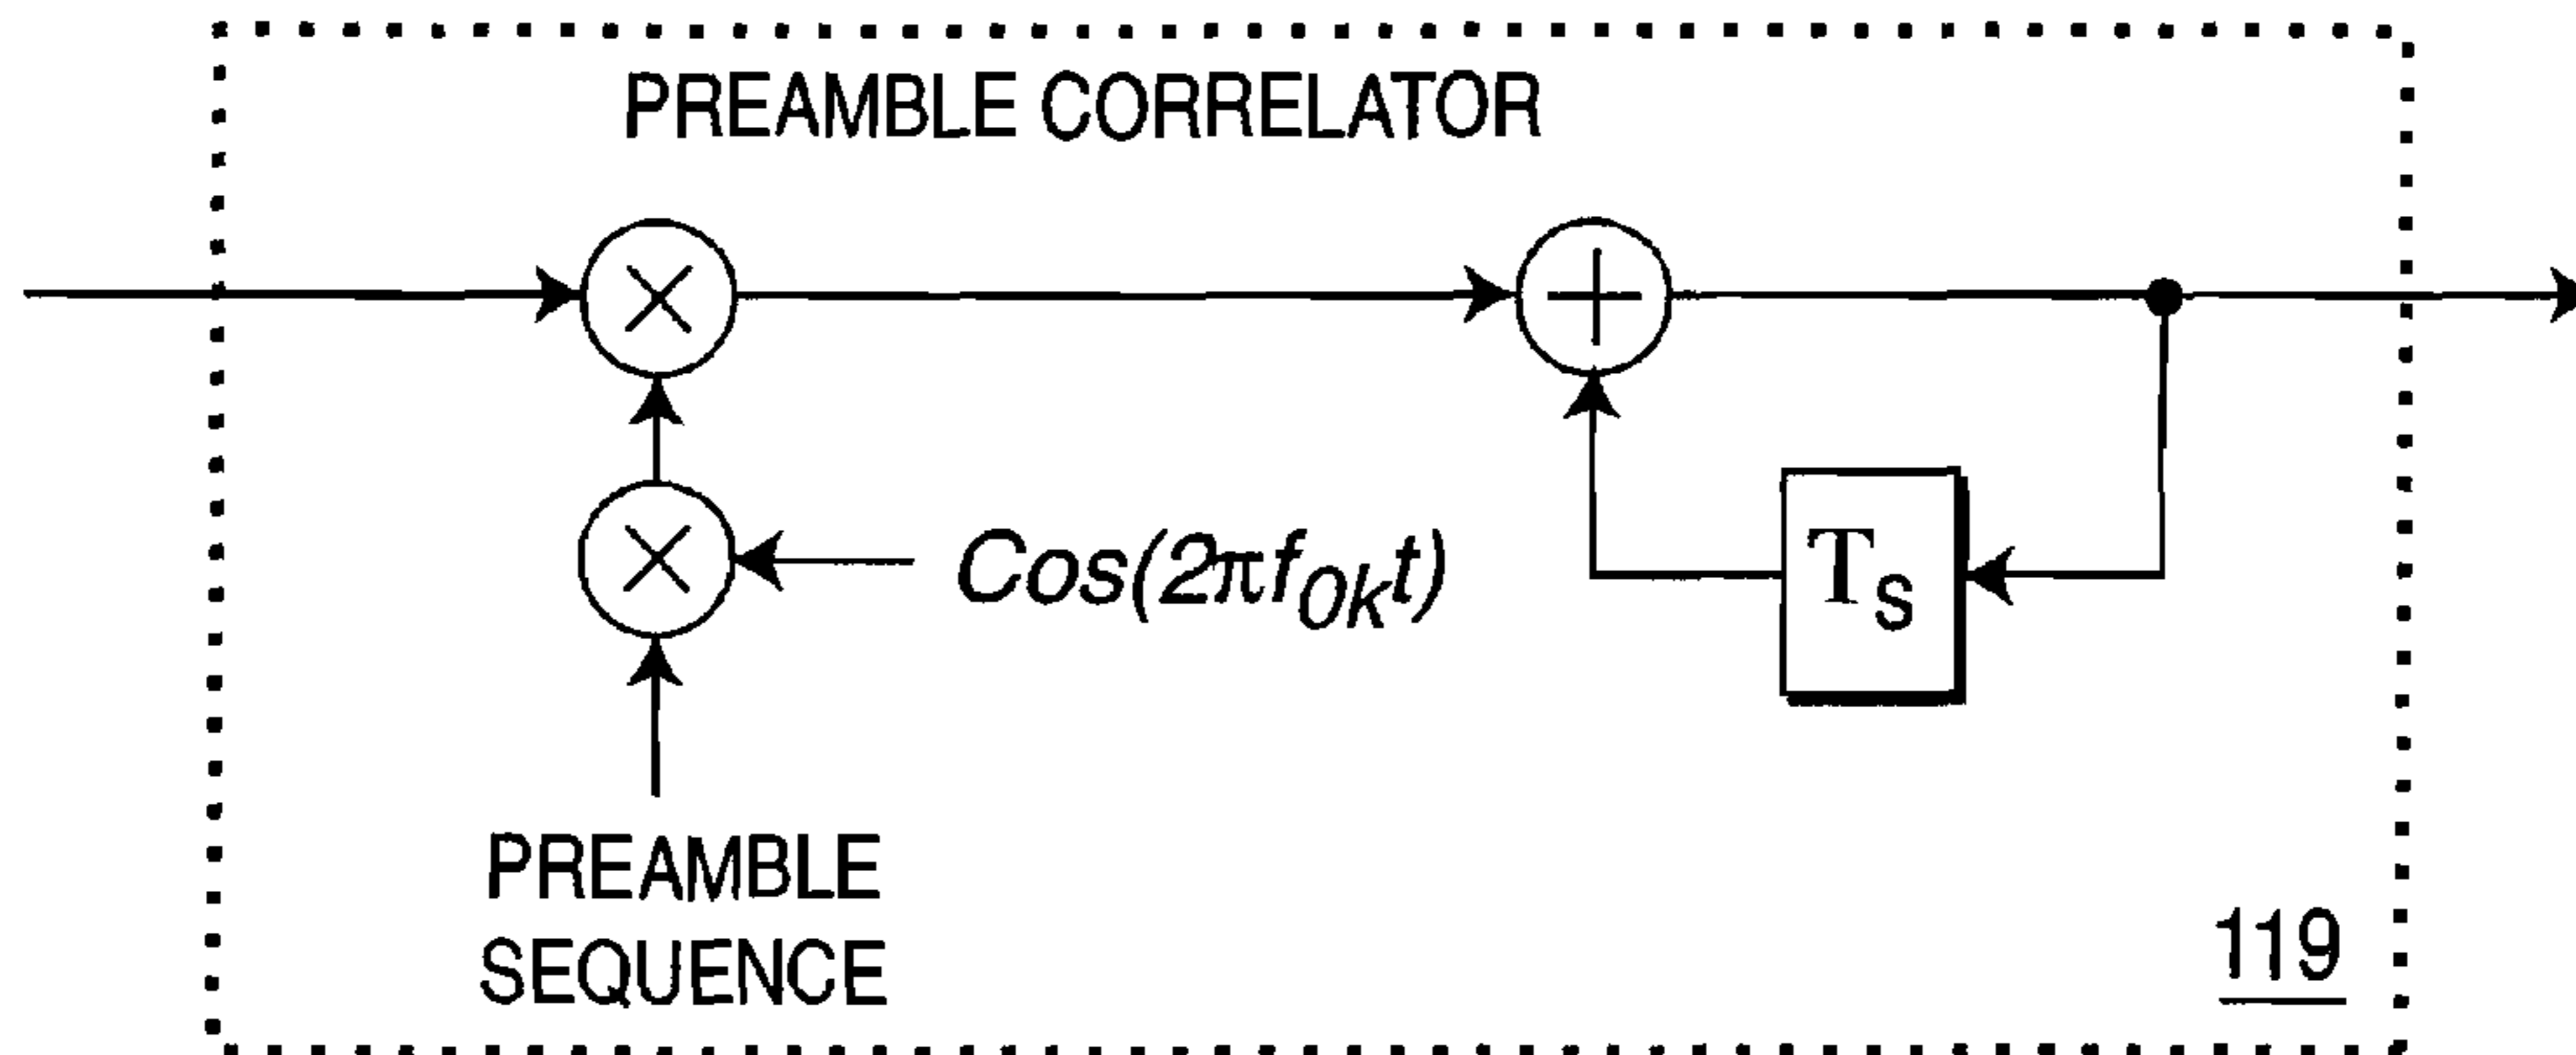 PREAMBLE CORRELATOR
Cos(2πf0kt)
TS
PREAMBLE
SEQUENCE
119